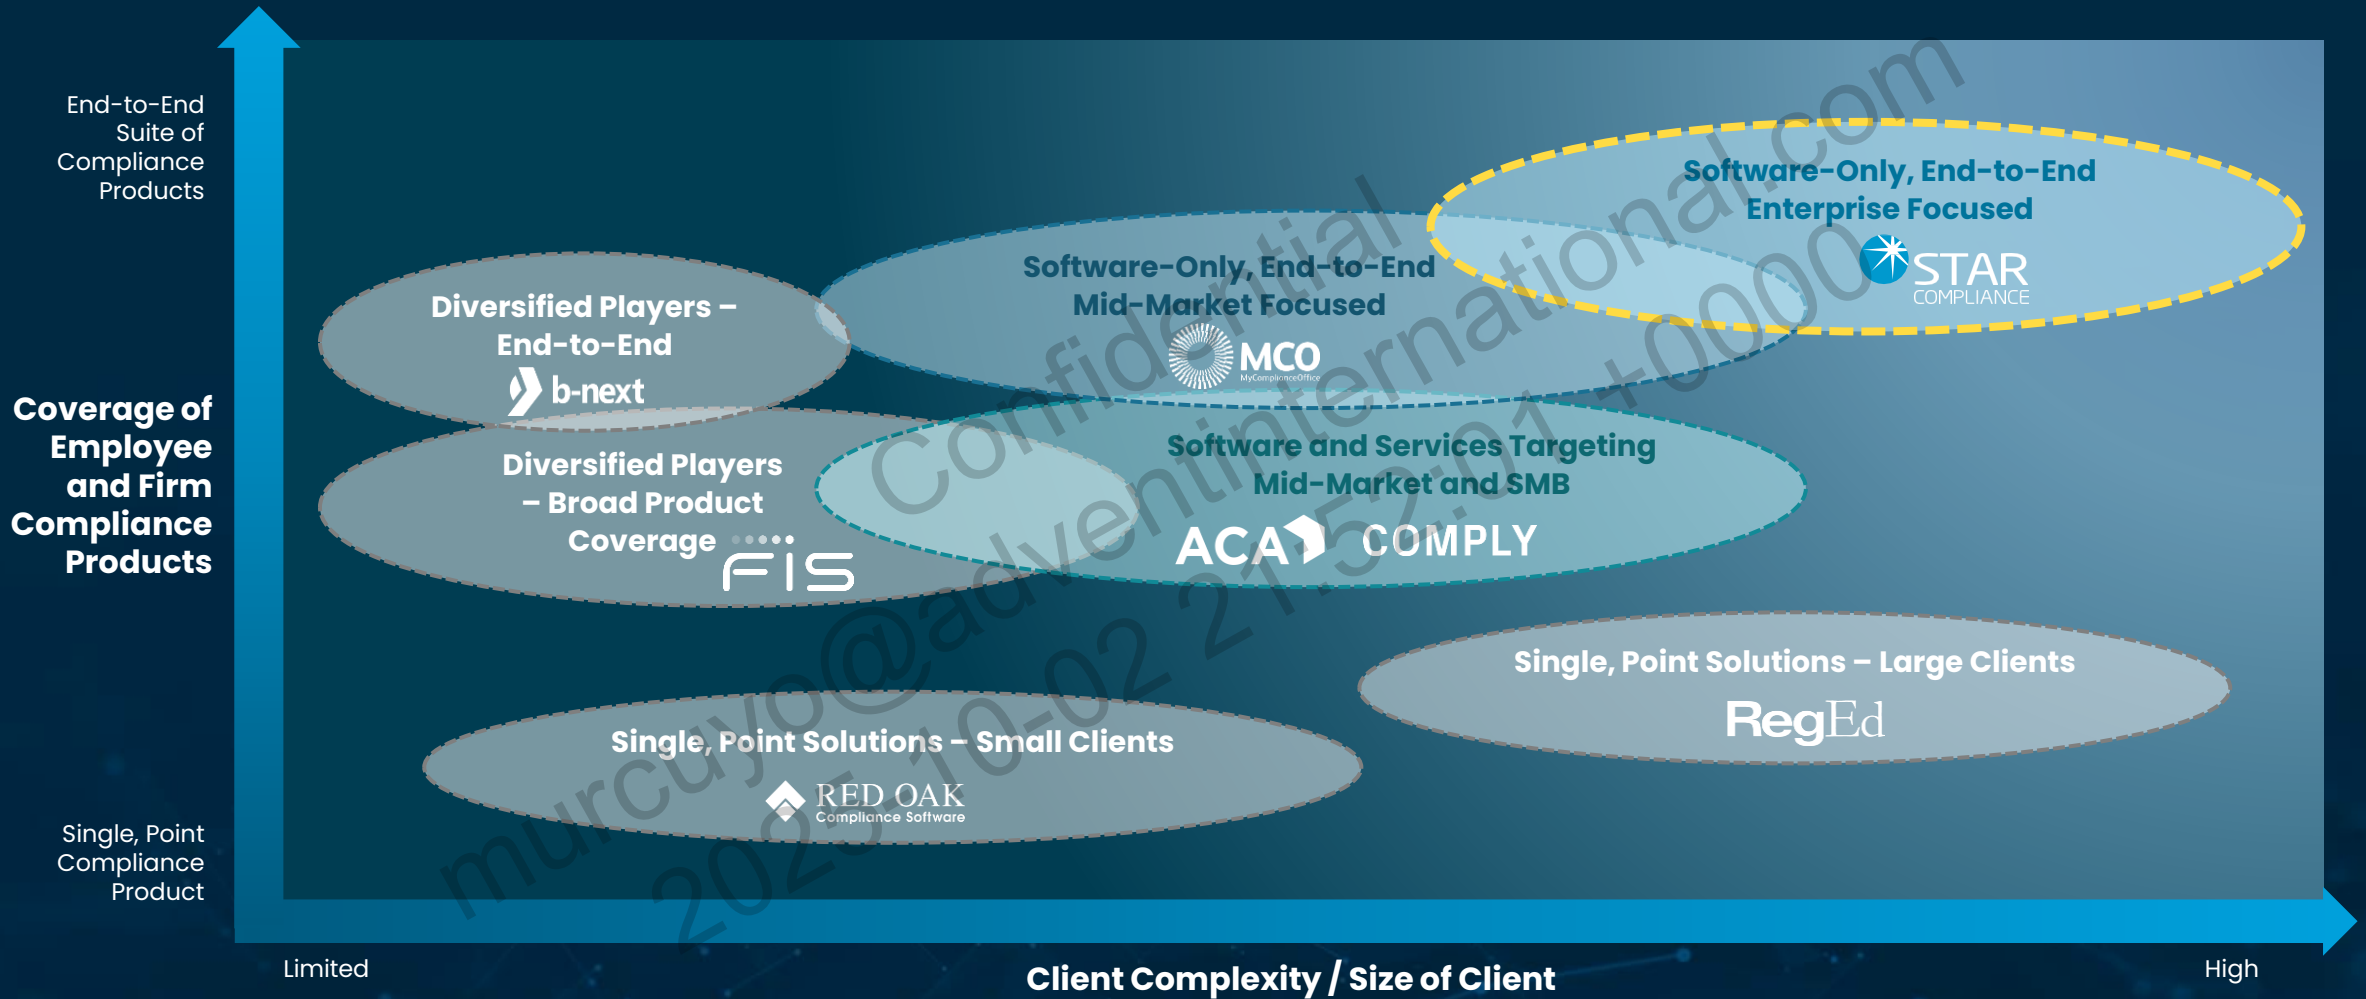 End-to-End
Suite of
Compliance
Products
Coverage of
Employee
and Firm
Compliance
Products
Single, Point
Compliance
Product
Software-Only, End-to-End
Enterprise Focused
STAR
COMPLIANCE
Software-Only, End-to-End
Mid-Market Focused
MCO
MyComplianceOffice
Diversified Players –
End-to-End
b-next
Diversified Players
– Broad Product
Coverage
FIS
Software and Services Targeting
Mid-Market and SMB
ACA
COMPLY
Single, Point Solutions – Large Clients
RegEd
Single, Point Solutions – Small Clients
RED OAK
Compliance Software
Limited
Client Complexity / Size of Client
High
Confidential
murcuyo@adventinternational.com
2025-10-02 21:52:01 +0000